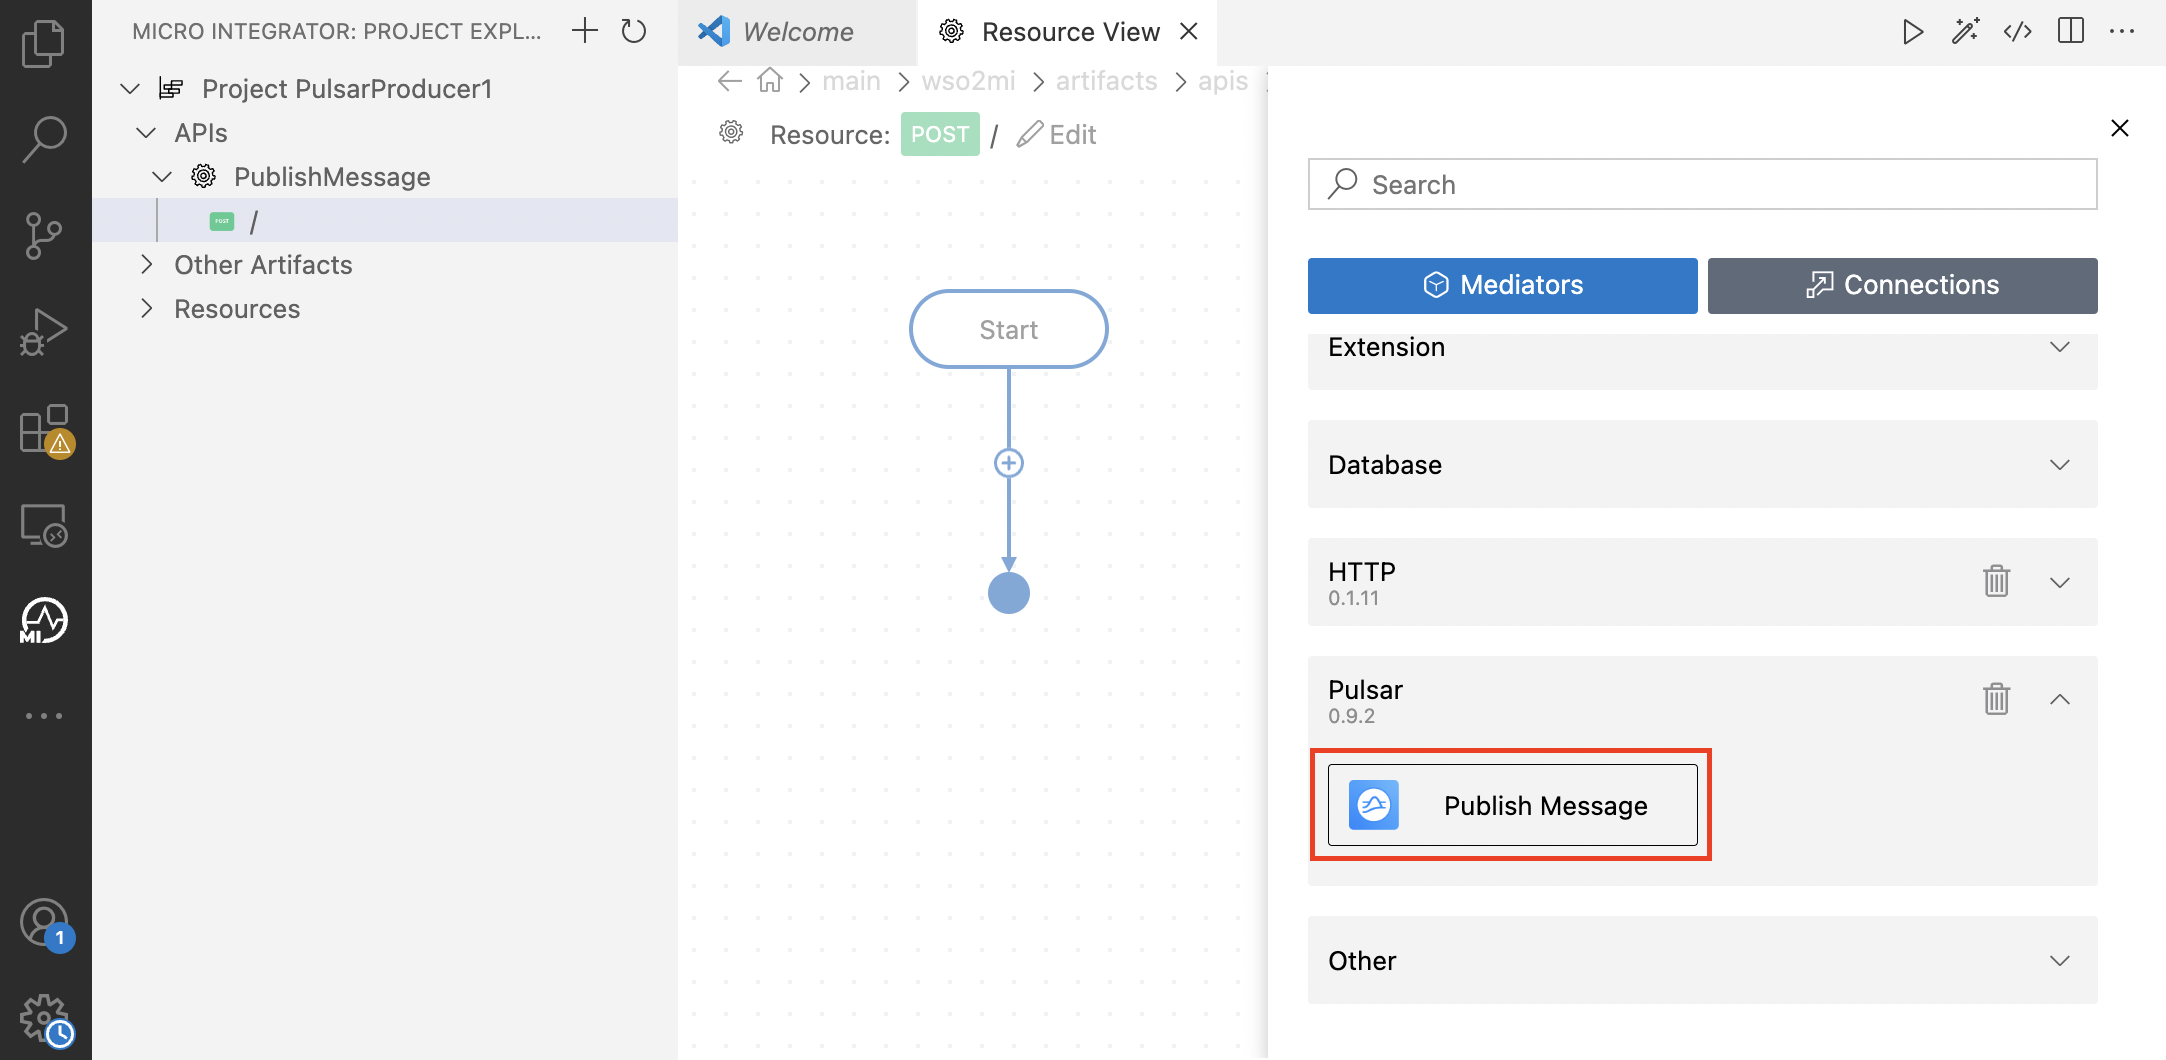 MICRO INTEGRATOR: PROJECT EXPL...
Project PulsarProducer1
APIs
PublishMessage
POST /
Other Artifacts
Resources
MI
1
Welcome
Resource View
main > wso2mi > artifacts > apis
Resource: POST / Edit
Start
Search
Mediators
Connections
Extension
Database
HTTP
0.1.11
Pulsar
0.9.2
Publish Message
Other